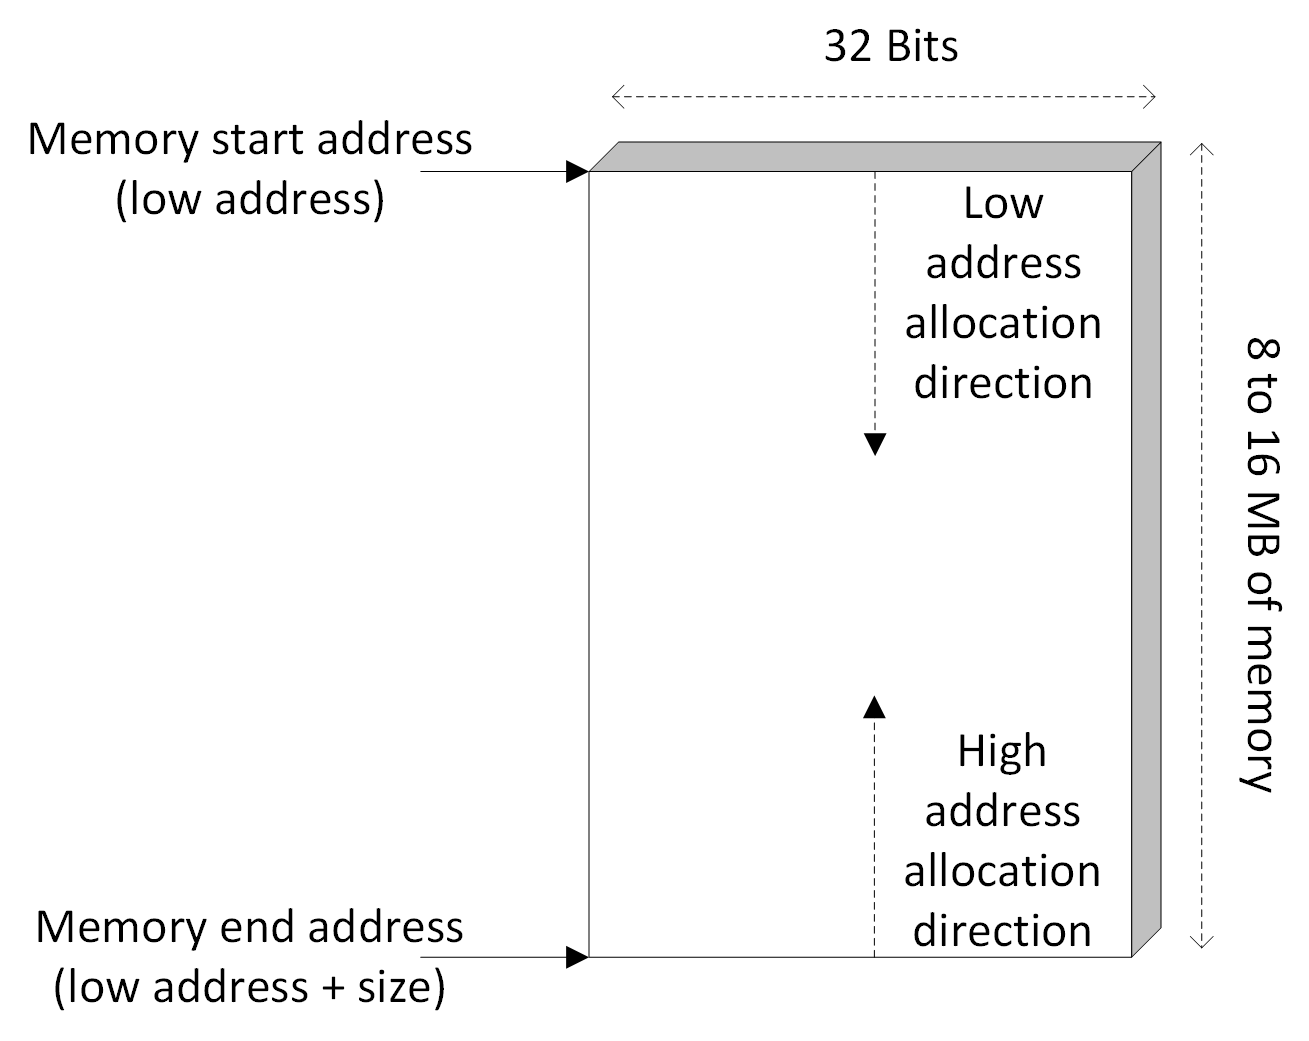 32 Bits
Memory start address
(low address)
Low
address
allocation
direction
8 to 16 MB of memory
High
address
allocation
direction
Memory end address
(low address + size)